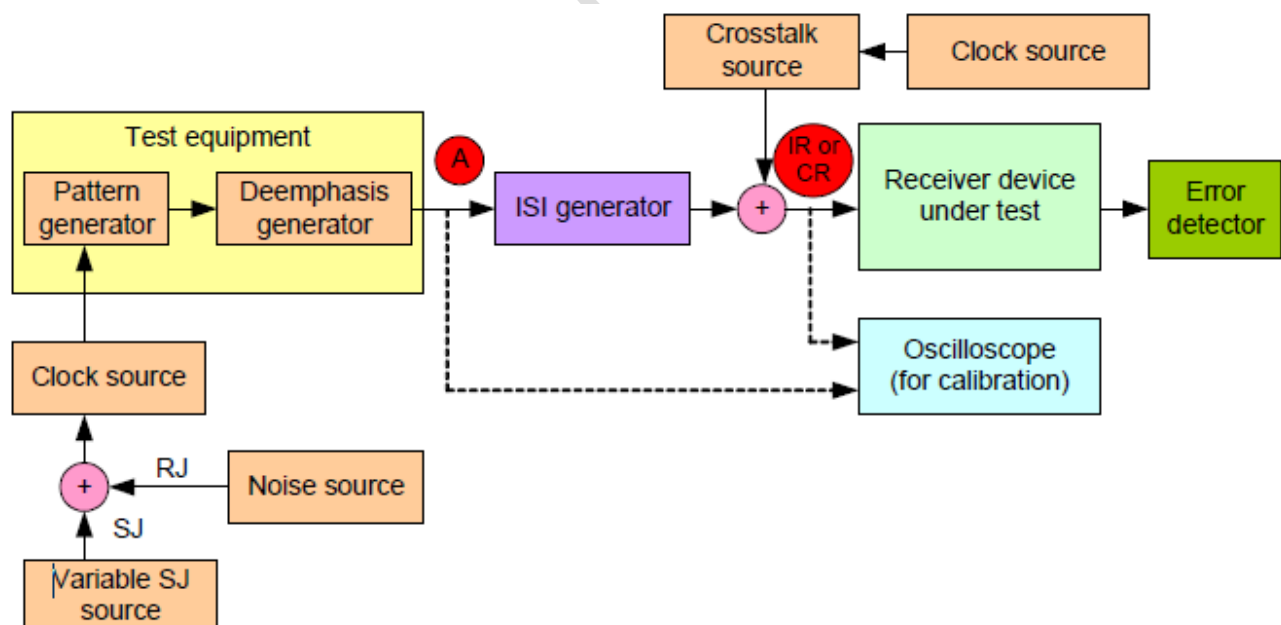 Crosstalk
source
Clock source
Test equipment
A
IR or
CR
Pattern
generator
Deemphasis
generator
ISI generator
+
Receiver device
under test
Error
detector
Clock source
Oscilloscope
(for calibration)
RJ
+
Noise source
SJ
Variable SJ
source